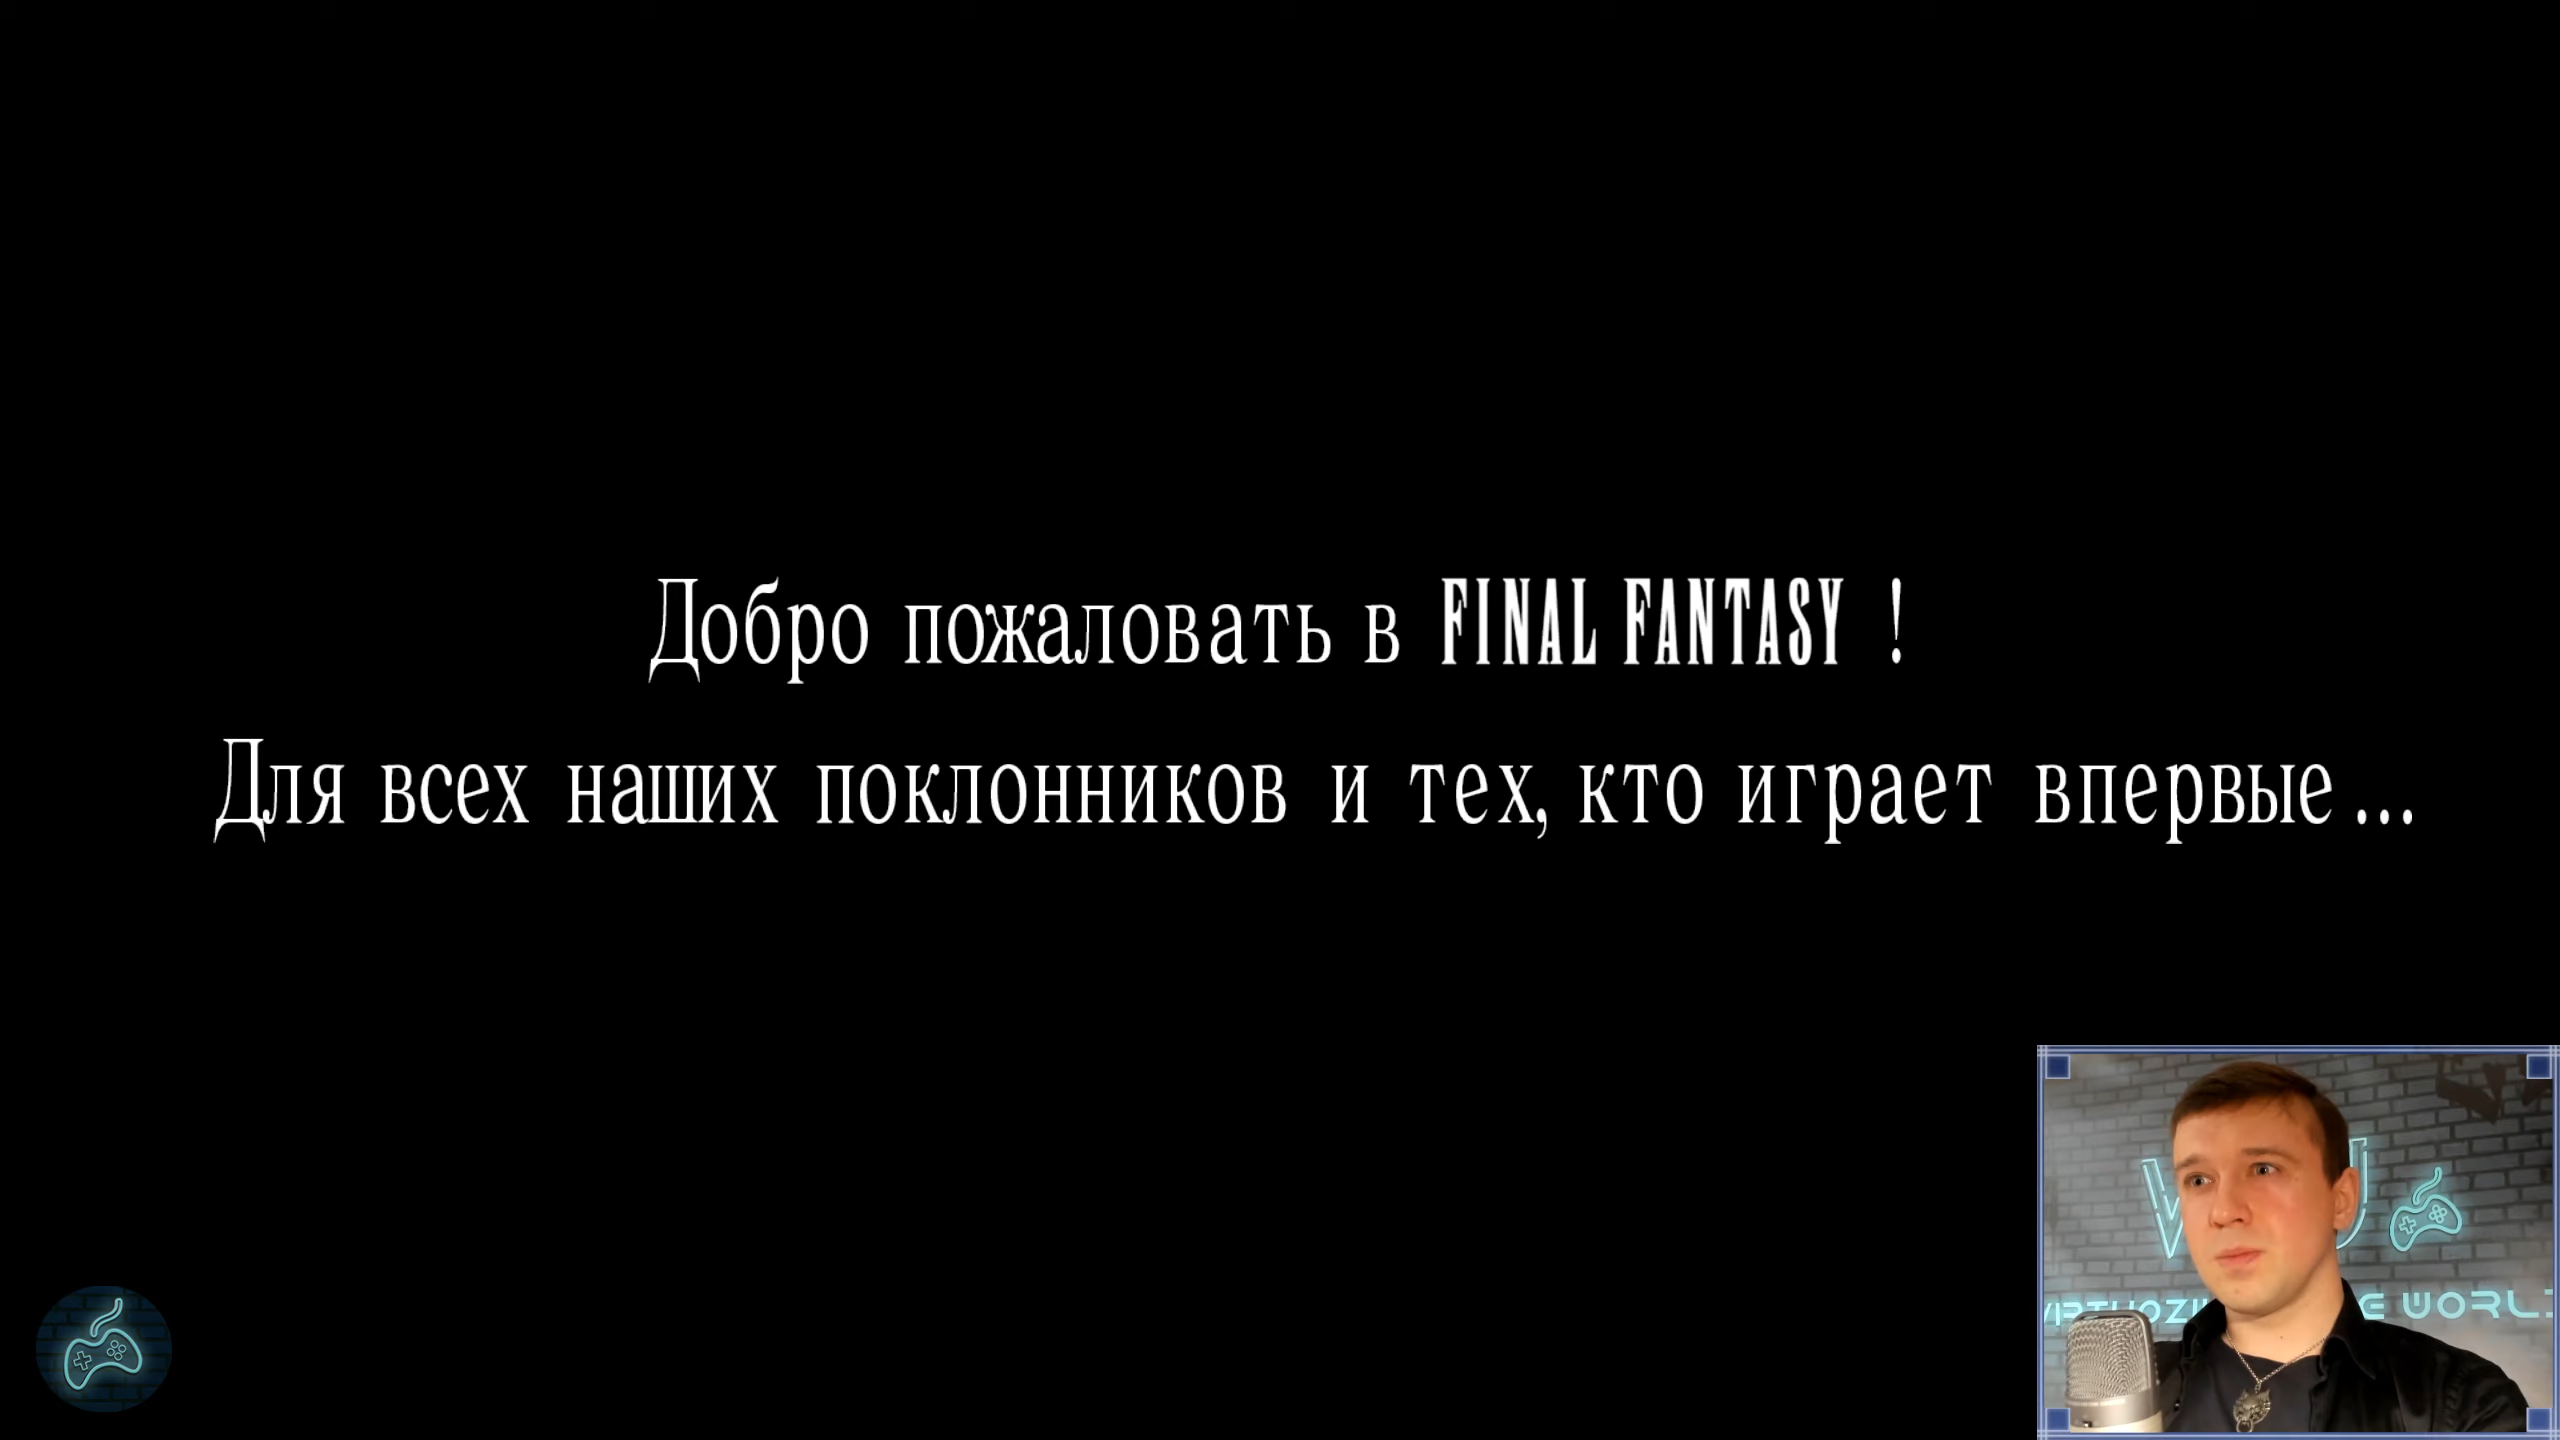 Добро пожаловать в FINAL FANTASY !
Для всех наших поклонников и тех, кто играет впервые...